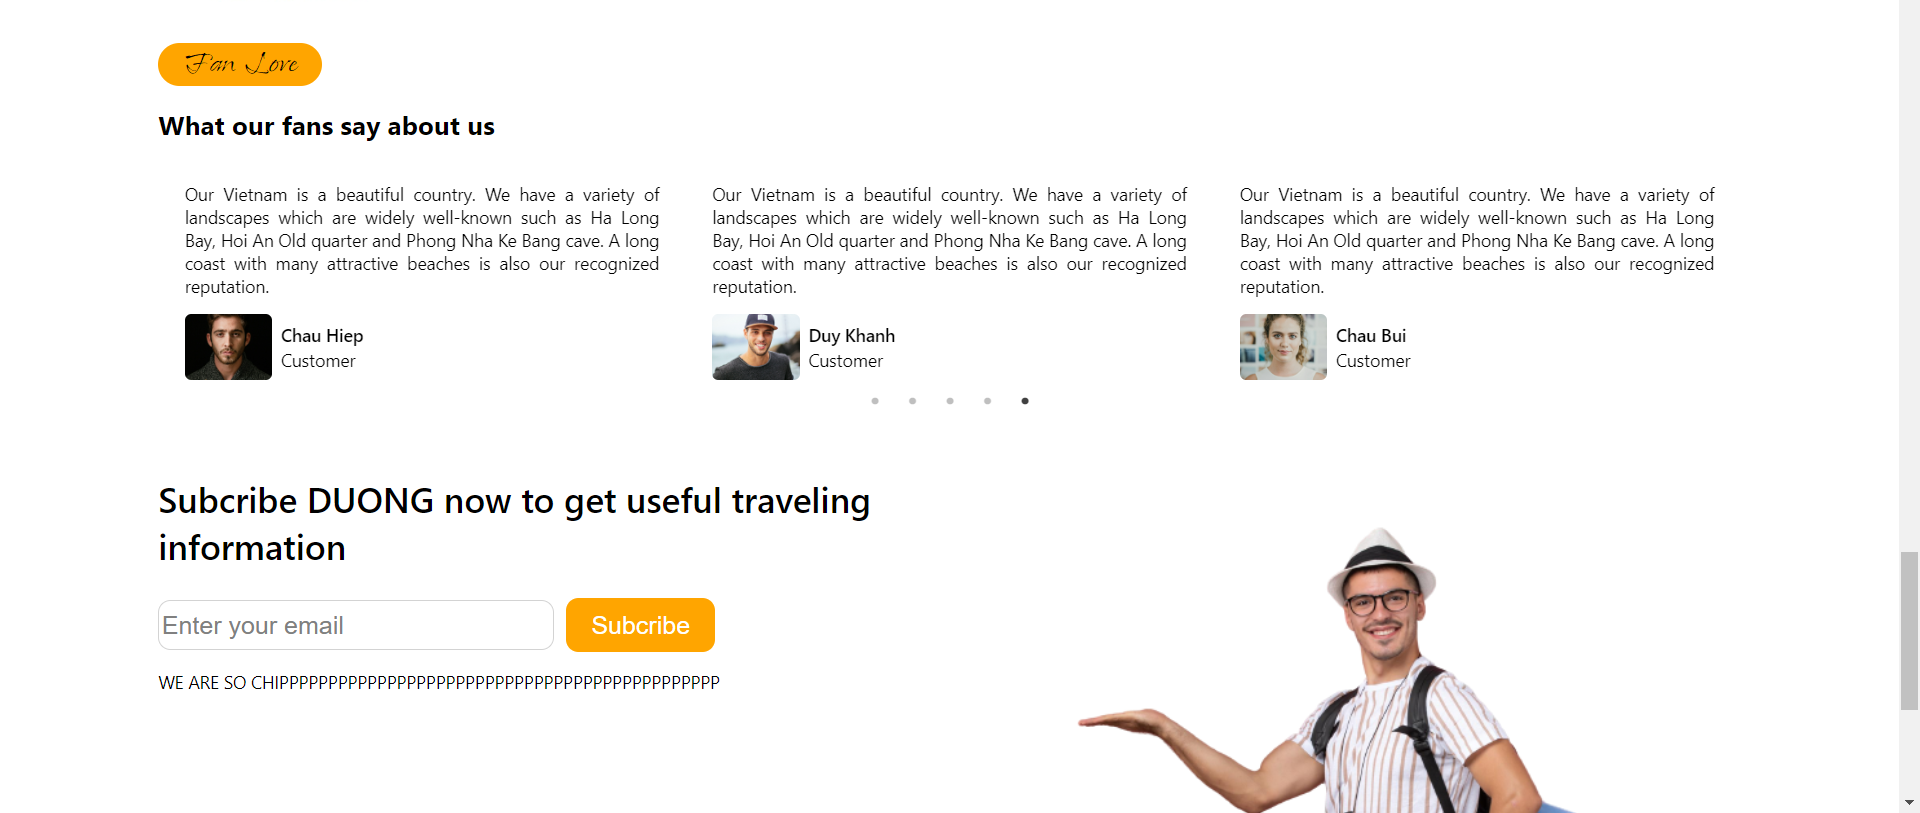 Fan Love
What our fans say about us
Our Vietnam is a beautiful country. We have a variety of
landscapes which are widely well-known such as Ha Long
Bay, Hoi An Old quarter and Phong Nha Ke Bang cave. A long
coast with many attractive beaches is also our recognized
reputation.
Chau Hiep
Customer
Our Vietnam is a beautiful country. We have a variety of
landscapes which are widely well-known such as Ha Long
Bay, Hoi An Old quarter and Phong Nha Ke Bang cave. A long
coast with many attractive beaches is also our recognized
reputation.
Duy Khanh
Customer
Our Vietnam is a beautiful country. We have a variety of
landscapes which are widely well-known such as Ha Long
Bay, Hoi An Old quarter and Phong Nha Ke Bang cave. A long
coast with many attractive beaches is also our recognized
reputation.
Chau Bui
Customer
Subcribe DUONG now to get useful traveling
information
Enter your email
Subcribe
WE ARE SO CHIPPPPPPPPPPPPPPPPPPPPPPPPPPPPPPPPPPPPPPPPPPPPP